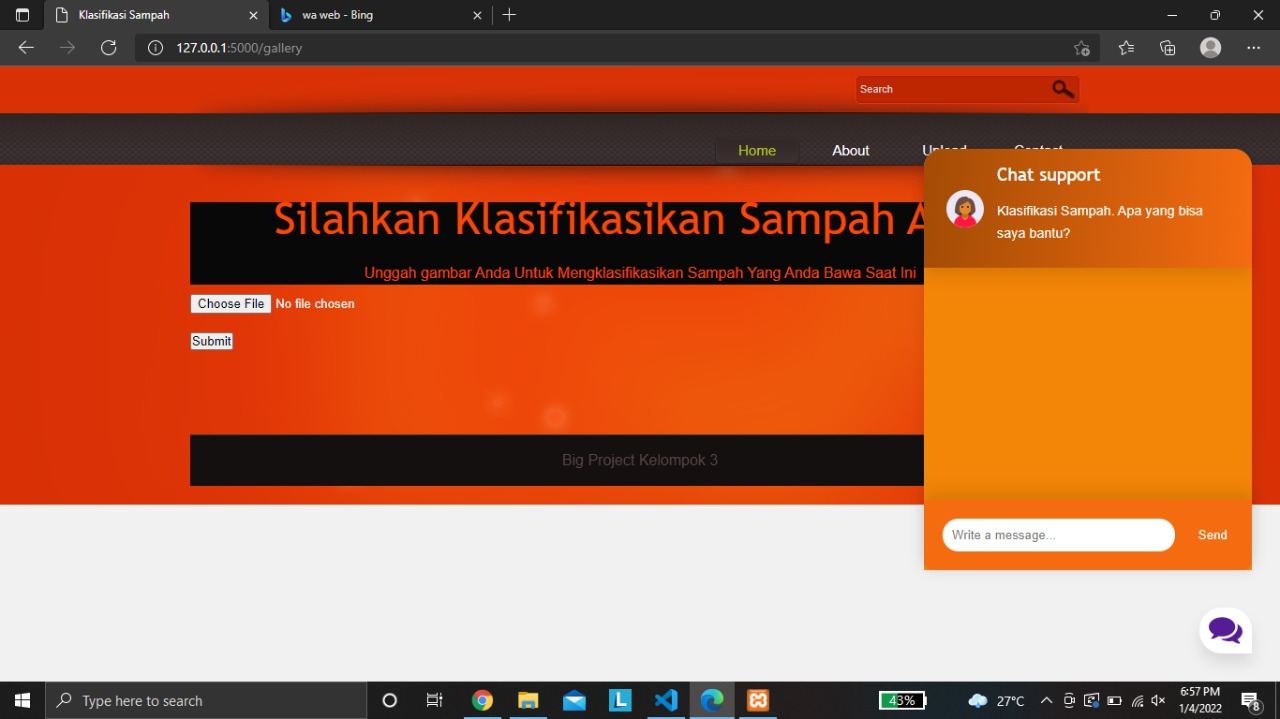 Klasifikasi Sampah
wa web - Bing
127.0.0.1:5000/gallery
Search
Home
About
Contact
Chat support
Klasifikasi Sampah. Apa yang bisa
saya bantu?
Silahkan Klasifikasikan Sampah
Unggah gambar Anda Untuk Mengklasifikasikan Sampah Yang Anda Bawa Saat Ini
Choose File No file chosen
Submit
Big Project Kelompok 3
Write a message...
Send
Type here to search
L
43%
27°C
6:57 PM
1/4/2022
8